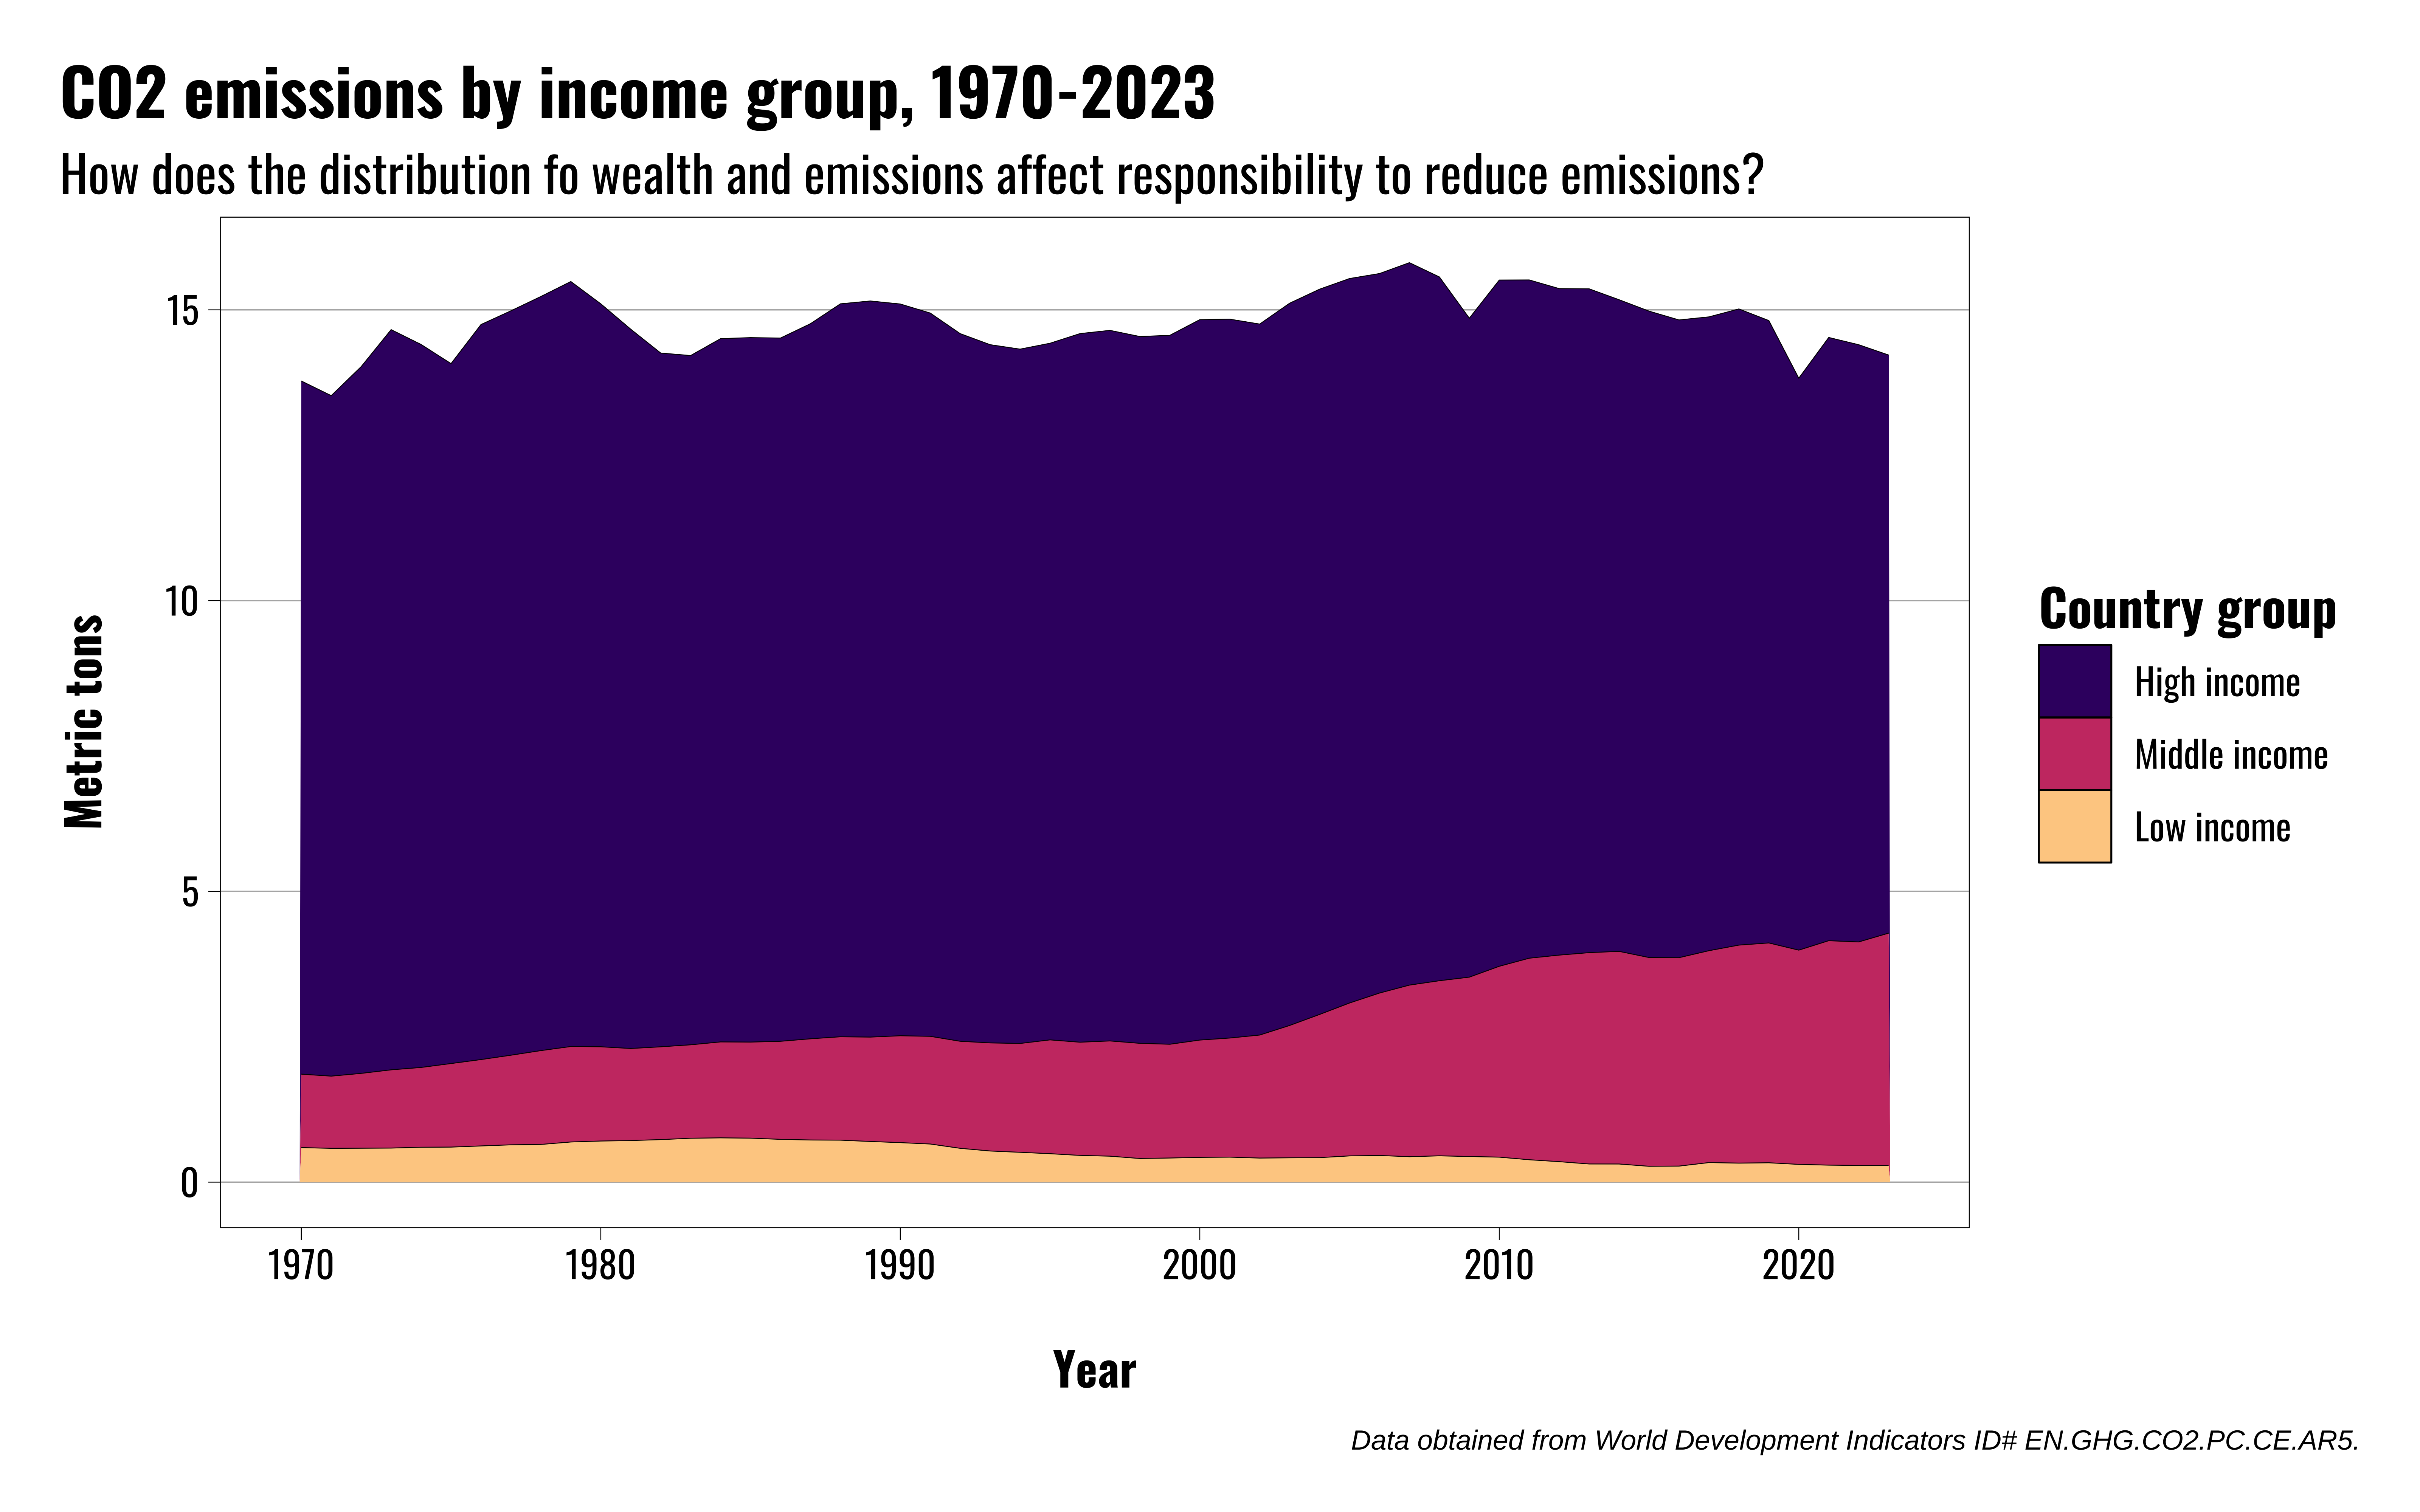 CO2 emissions by income group, 1970-2023
How does the distribution fo wealth and emissions affect responsibility to reduce emissions?
Metric tons
15
10
5
0
1970
1980
1990
2000
2010
2020
Year
Country group
High income
Middle income
Low income
Data obtained from World Development Indicators ID# EN.GHG.CO2.PC.CE.AR5.